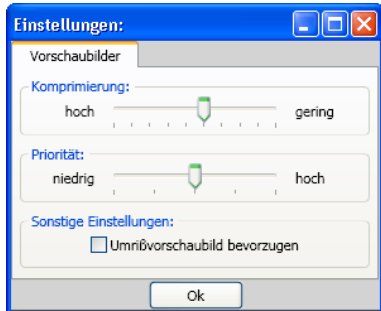 Einstellungen:
Vorschaubilder
Komprimierung:
hoch gering
Priorität:
niedrig hoch
Sonstige Einstellungen:
Umrißvorschaubild bevorzugen
Ok